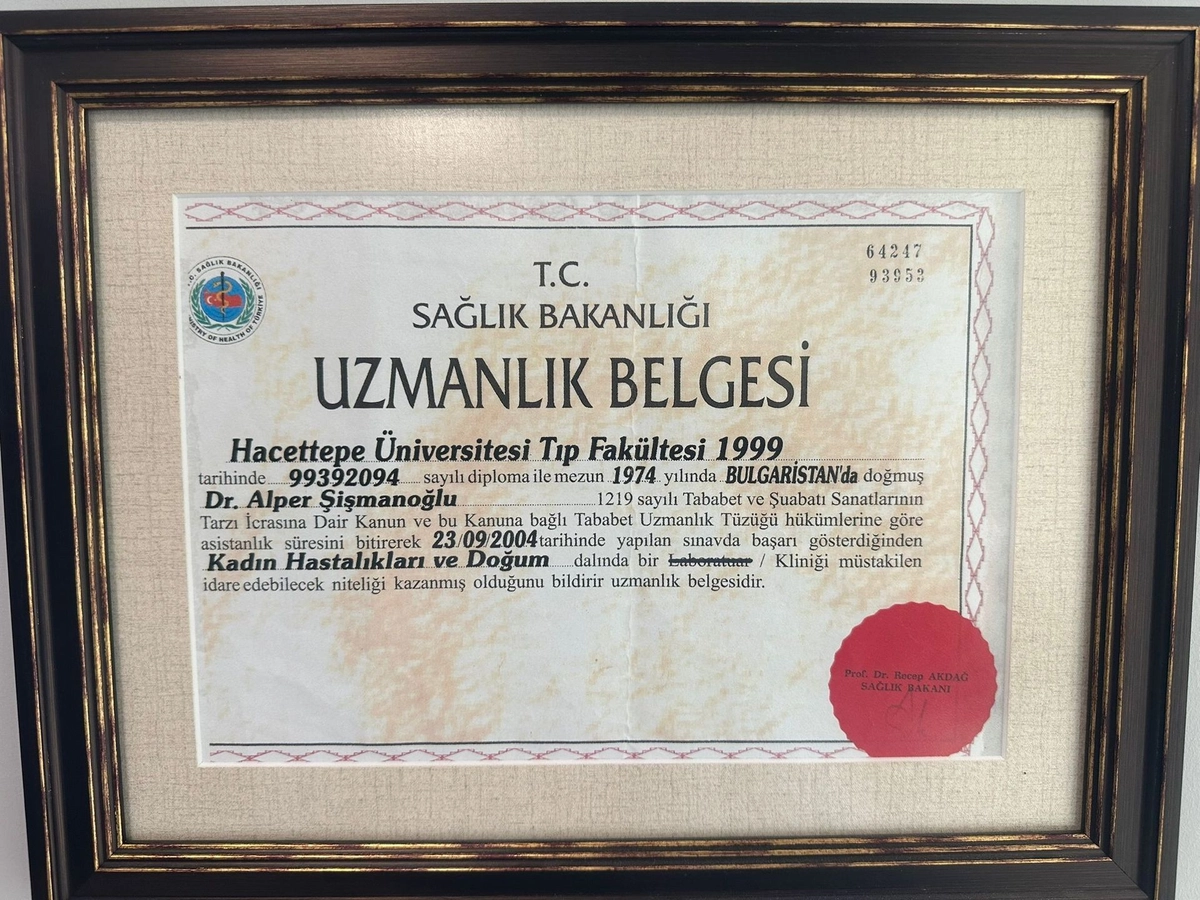 64247
93953
T.C. SAĞLIK BAKANLIĞI
MINISTRY OF HEALTH OF TÜRKİYE
T.C.
SAĞLIK BAKANLIĞI
UZMANLIK BELGESİ
Hacettepe Üniversitesi Tıp Fakültesi 1999
tarihinde 99392094 sayılı diploma ile mezun 1974 yılında BULGARİSTAN'da doğmuş
Dr. Alper Şişmanoğlu 1219 sayılı Tababet ve Şuabatı Sanatlarının
Tarzı İcrasına Dair Kanun ve bu Kanuna bağlı Tababet Uzmanlık Tüzüğü hükümlerine göre
asistanlık süresini bitirerek 23/09/2004 tarihinde yapılan sınavda başarı gösterdiğinden
Kadın Hastalıkları ve Doğum dalında bir Laboratuar / Kliniği müstakilen
idare edebilecek niteliği kazanmış olduğunu bildirir uzmanlık belgesidir.
Prof. Dr. Recep AKDAĞ
SAĞLIK BAKANI